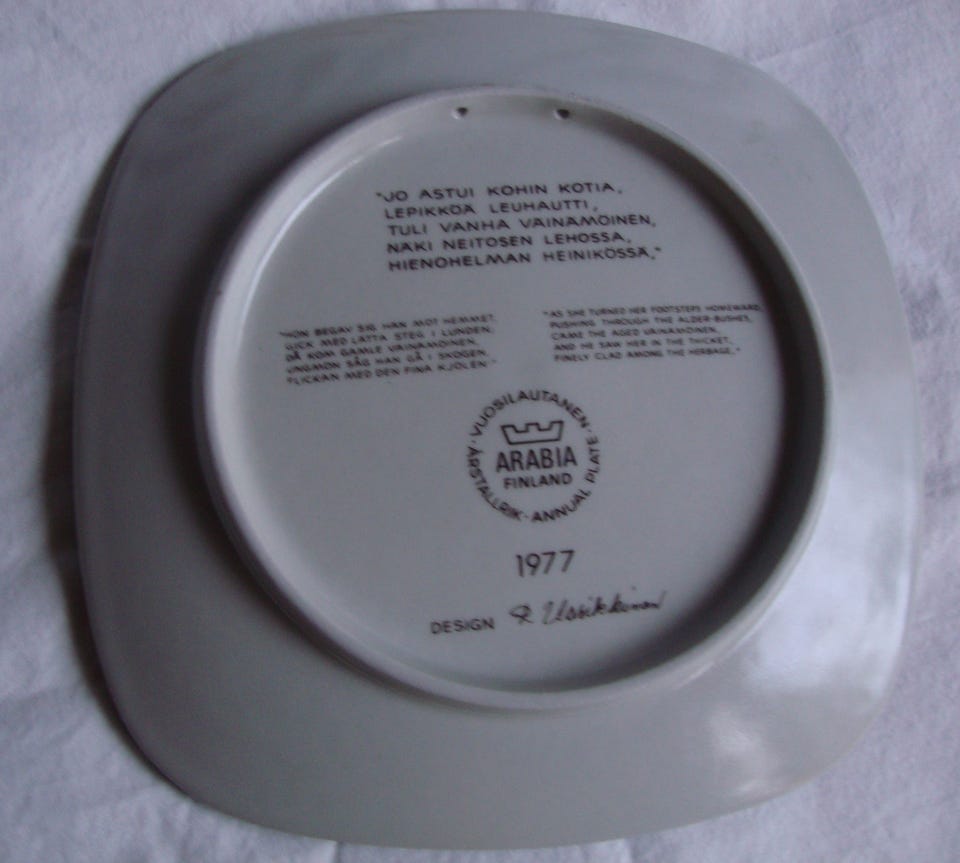 "JO ASTUI KOHIN KOTIA,
LEPIKKÖÄ LEUHAUTTI,
TULI VANHA VÄINÄMÖINEN,
NÄKI NEITOSEN LEHOSSA,
HIENOHELMAN HEINIKÖSSÄ,"
"HON BEGAV SIG HÄN MOT HEMMET,
GICK MED LÄTTA STEG I LUNDEN,
DÅ KOM GAMLE VÄINÄMÖINEN,
UNGMÖN SÅG HAN GÅ I SKOGEN,
FLICKAN MED DEN FINA KJOLEN"
"AS SHE TURNED HER FOOTSTEPS HOMEWARD,
PUSHING THROUGH THE ALDER-BUSHES,
CAME THE AGED VÄINÄMÖINEN,
AND HE SAW HER IN THE THICKET,
FINELY CLAD AMONG THE HERBAGE,"
·VUOSILAUTANEN·
ARABIA
FINLAND
·ÅRSTALLRIK·ANNUAL PLATE·
1977
DESIGN R. Uosikkinen